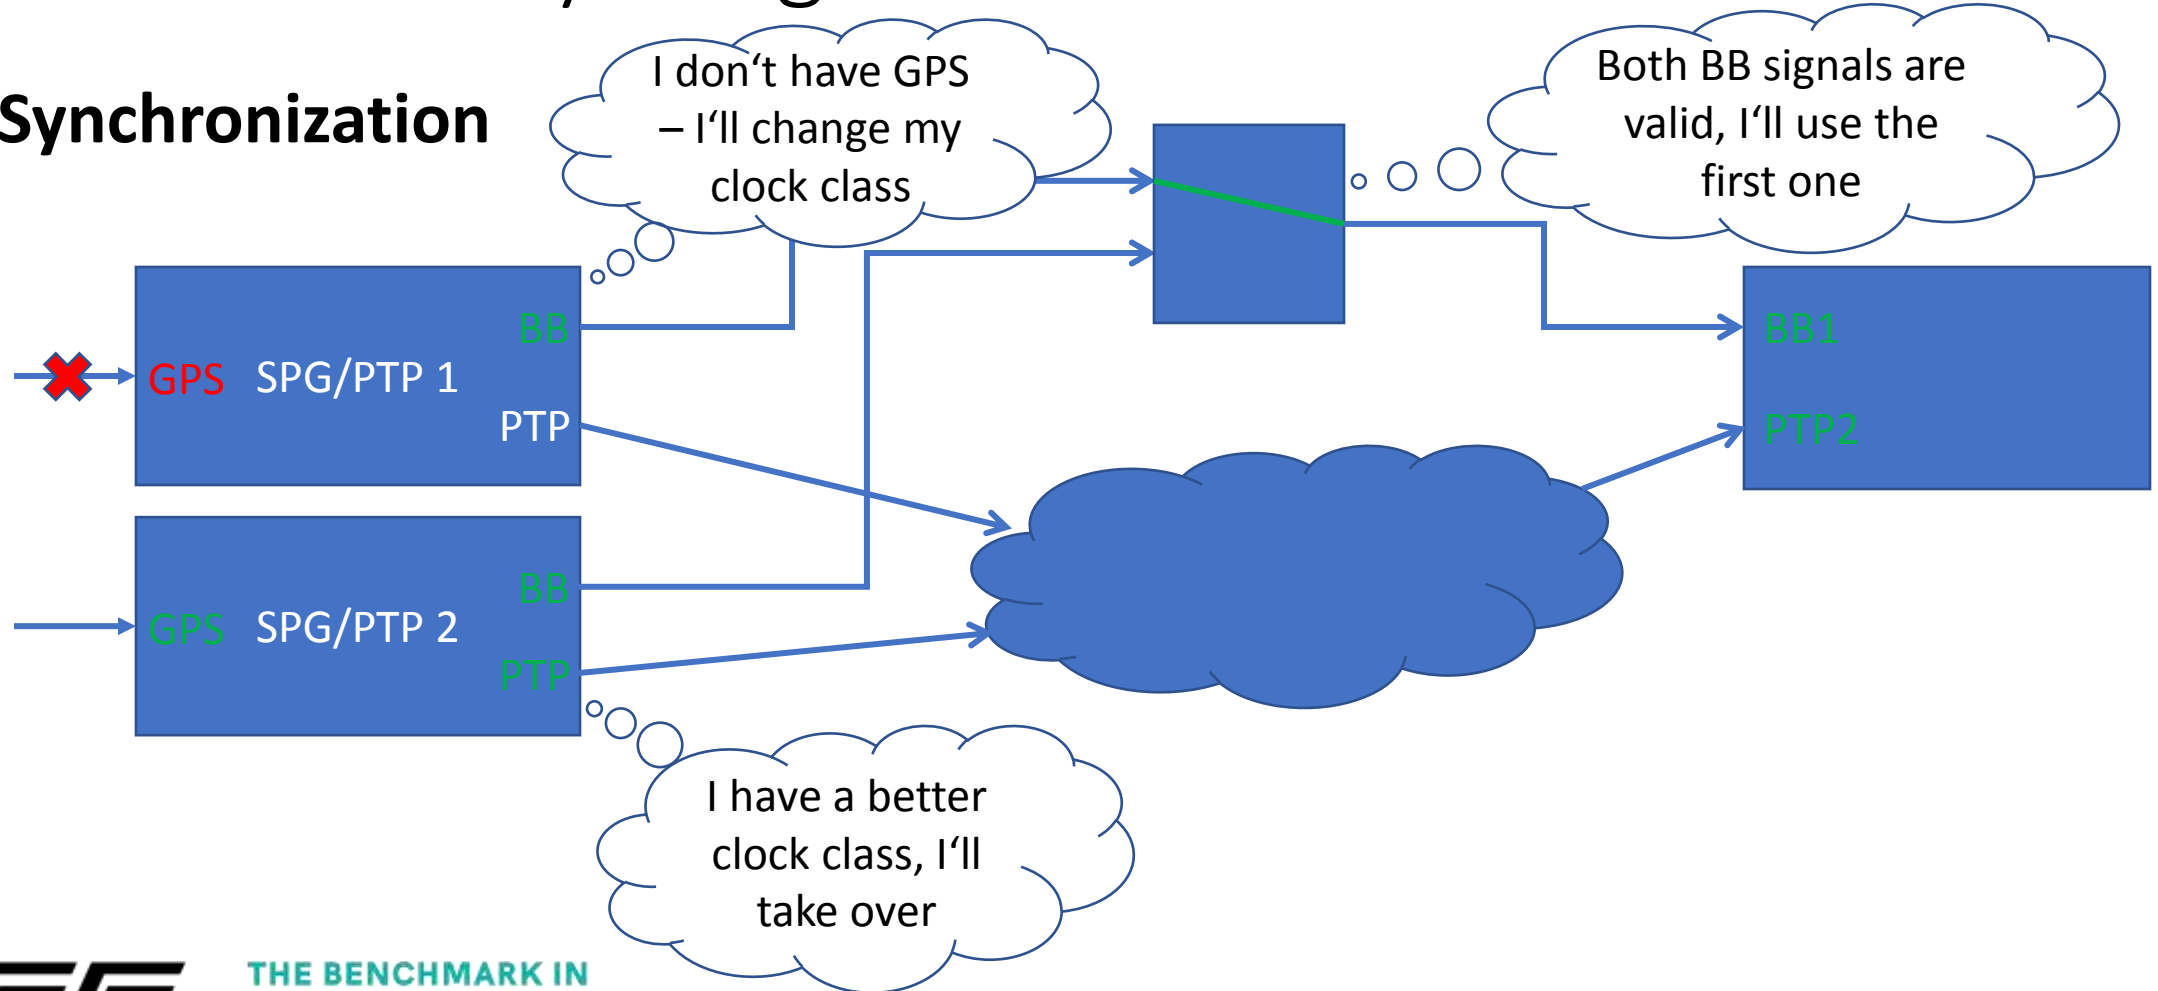 Synchronization
I don‘t have GPS
– I‘ll change my
clock class
Both BB signals are
valid, I‘ll use the
first one
BB
GPS SPG/PTP 1
PTP
BB1
PTP2
BB
GPS SPG/PTP 2
PTP
I have a better
clock class, I‘ll
take over
THE BENCHMARK IN